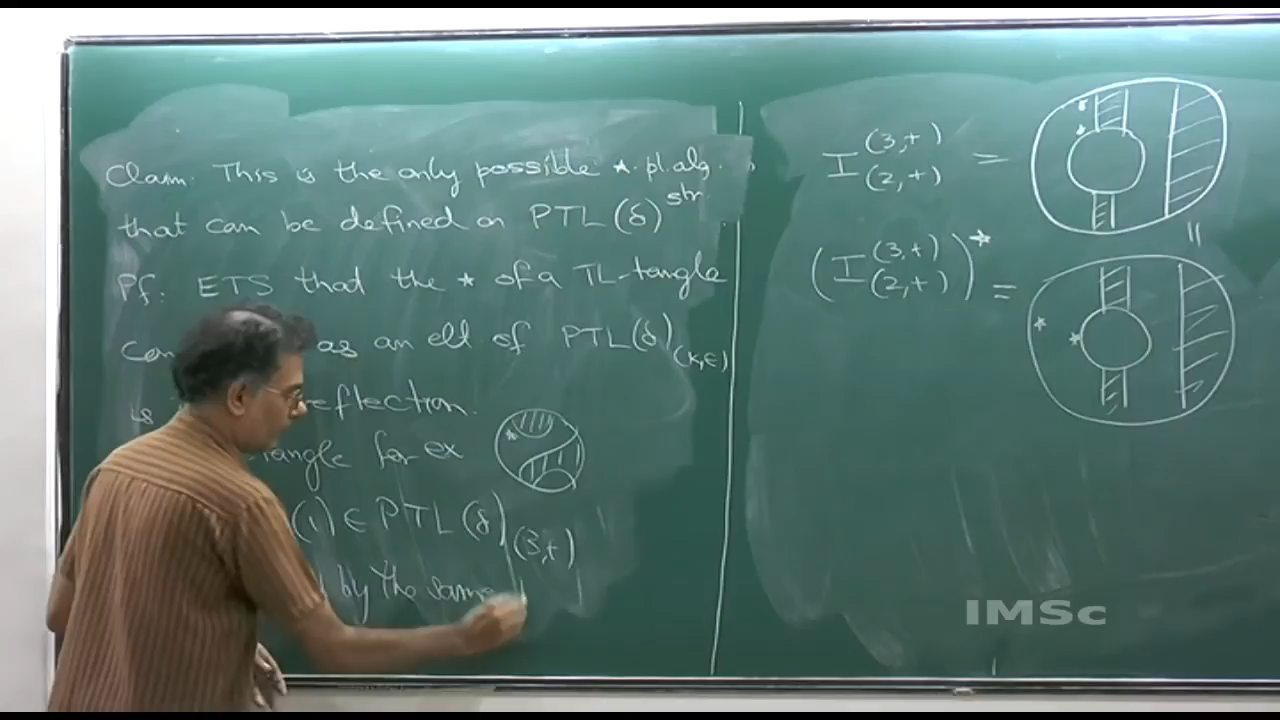 Claim. This is the only possible *. pl. alg. str
that can be defined on PTL(δ)
Pf. ETS that the * of a TL-tangle
as an elt of PTL(δ)(k,ε)
is
reflection.
for ex
(1) ∈ PTL(δ)(3,+)
by the same
I (3,+) (2,+) =
(I (3,+) (2,+))* =
IMSc